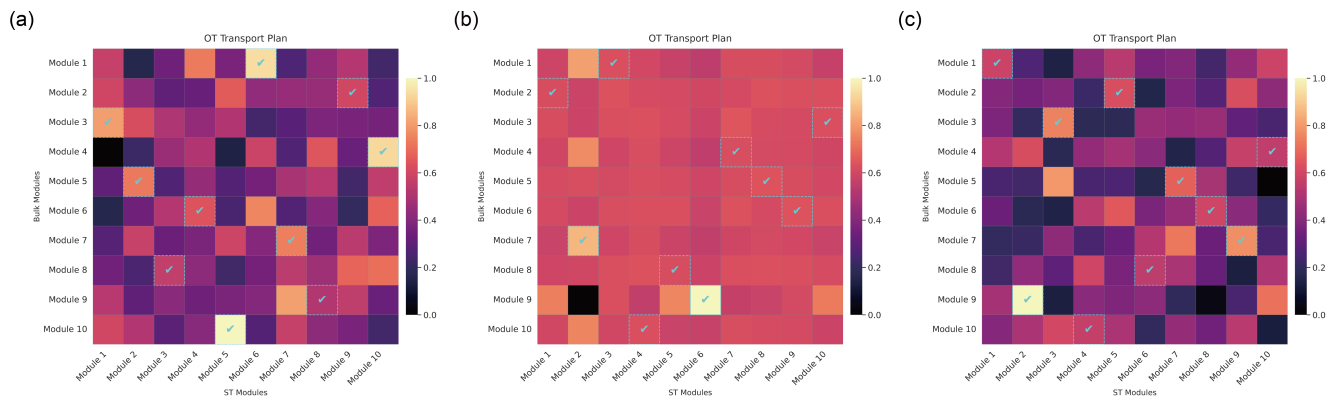 (a)
OT Transport Plan
Module 1
Module 2
Module 3
Module 4
Module 5
Module 6
Module 7
Module 8
Module 9
Module 10
Bulk Modules
Module 1
Module 2
Module 3
Module 4
Module 5
Module 6
Module 7
Module 8
Module 9
Module 10
ST Modules
1.0
0.8
0.6
0.4
0.2
0.0
(b)
OT Transport Plan
Module 1
Module 2
Module 3
Module 4
Module 5
Module 6
Module 7
Module 8
Module 9
Module 10
Bulk Modules
Module 1
Module 2
Module 3
Module 4
Module 5
Module 6
Module 7
Module 8
Module 9
Module 10
ST Modules
1.0
0.8
0.6
0.4
0.2
0.0
(c)
OT Transport Plan
Module 1
Module 2
Module 3
Module 4
Module 5
Module 6
Module 7
Module 8
Module 9
Module 10
Bulk Modules
Module 1
Module 2
Module 3
Module 4
Module 5
Module 6
Module 7
Module 8
Module 9
Module 10
ST Modules
1.0
0.8
0.6
0.4
0.2
0.0